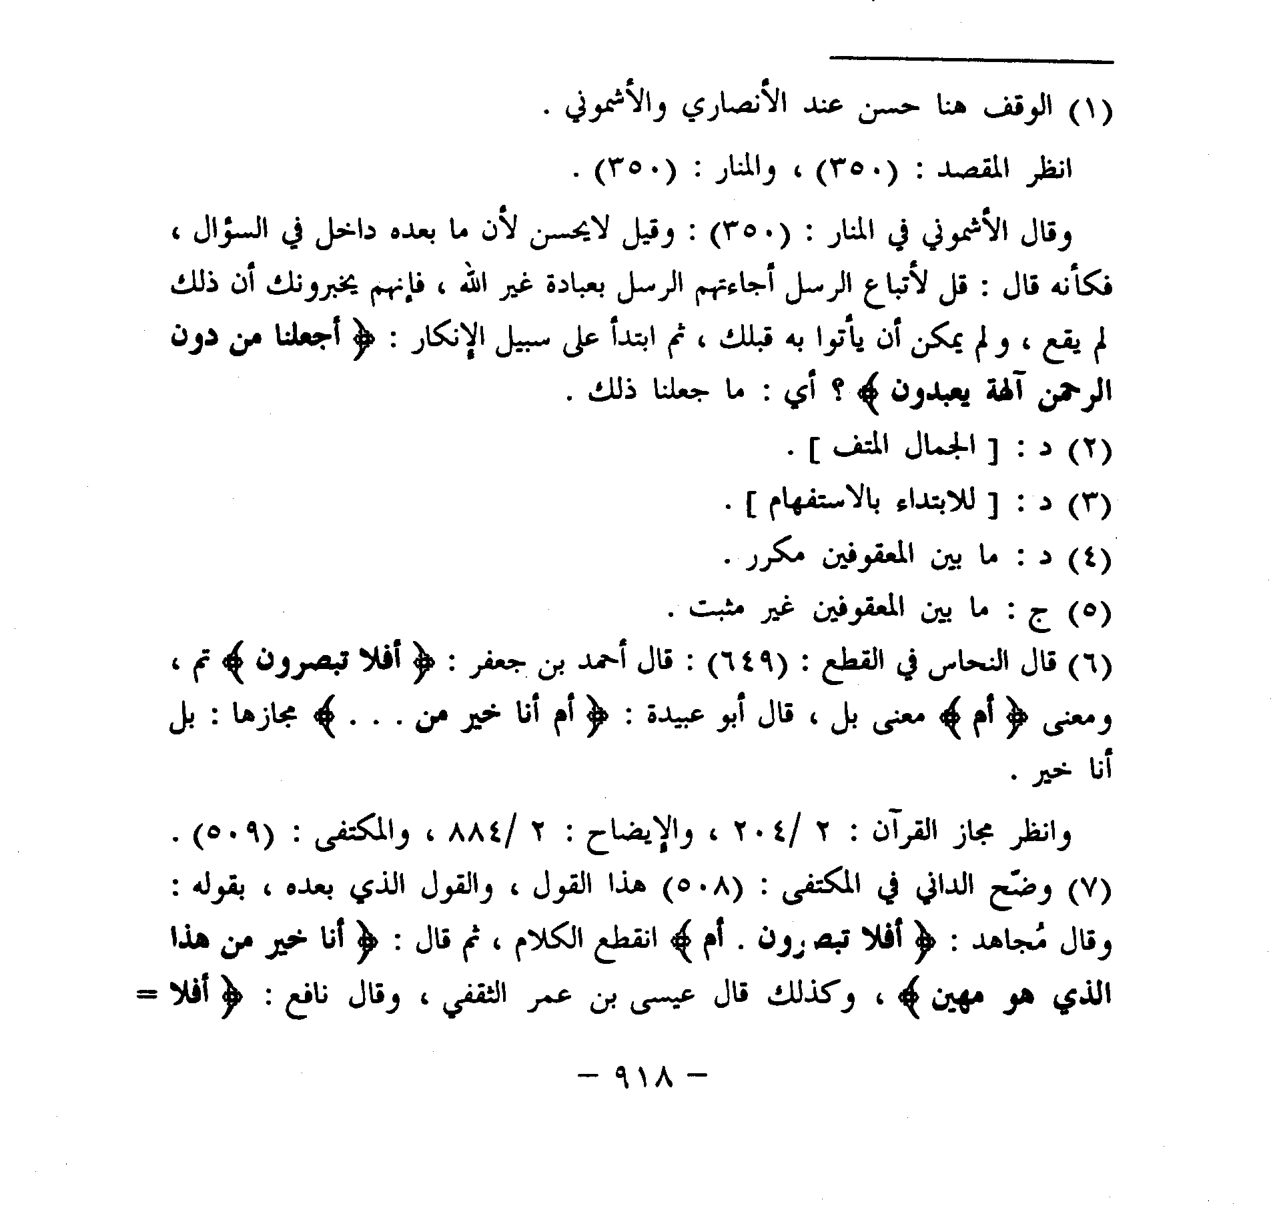 (١) الوقف هنا حسن عند الأنصاري والأشموني .
انظر المقصد : (٣٥٠) ، والمنار : (٣٥٠) .
وقال الأشموني في المنار : (٣٥٠) : وقيل لايحسن لأن ما بعده داخل في السؤال ،
فكأنه قال : قل لأتباع الرسل أجاءتهم الرسل بعبادة غير الله ، فإنهم يخبرونك أن ذلك
لم يقع ، ولم يمكن أن يأتوا به قبلك ، ثم ابتدأ على سبيل الإنكار : ﴿ أجعلنا من دون
الرحمن آلهة يعبدون ﴾ ؟ أي : ما جعلنا ذلك .
(٢) د : [ الجمال المتف ] .
(٣) د : [ للابتداء بالاستفهام ] .
(٤) د : ما بين المعقوفين مكرر .
(٥) ج : ما بين المعقوفين غير مثبت .
(٦) قال النحاس في القطع : (٦٤٩) : قال أحمد بن جعفر : ﴿ أفلا تبصرون ﴾ تم ،
ومعنى ﴿ أم ﴾ معنى بل ، قال أبو عبيدة : ﴿ أم أنا خير من . . . ﴾ مجازها : بل
أنا خير .
وانظر مجاز القرآن : ٢ /٢٠٤ ، والإيضاح : ٢ /٨٨٤ ، والمكتفى : (٥٠٩) .
(٧) وضّح الداني في المكتفى : (٥٠٨) هذا القول ، والقول الذي بعده ، بقوله :
وقال مُجاهد : ﴿ أفلا تبصرون . أم ﴾ انقطع الكلام ، ثم قال : ﴿ أنا خير من هذا
الذي هو مهين ﴾ ، وكذلك قال عيسى بن عمر الثقفي ، وقال نافع : ﴿ أفلا =
– ٩١٨ –